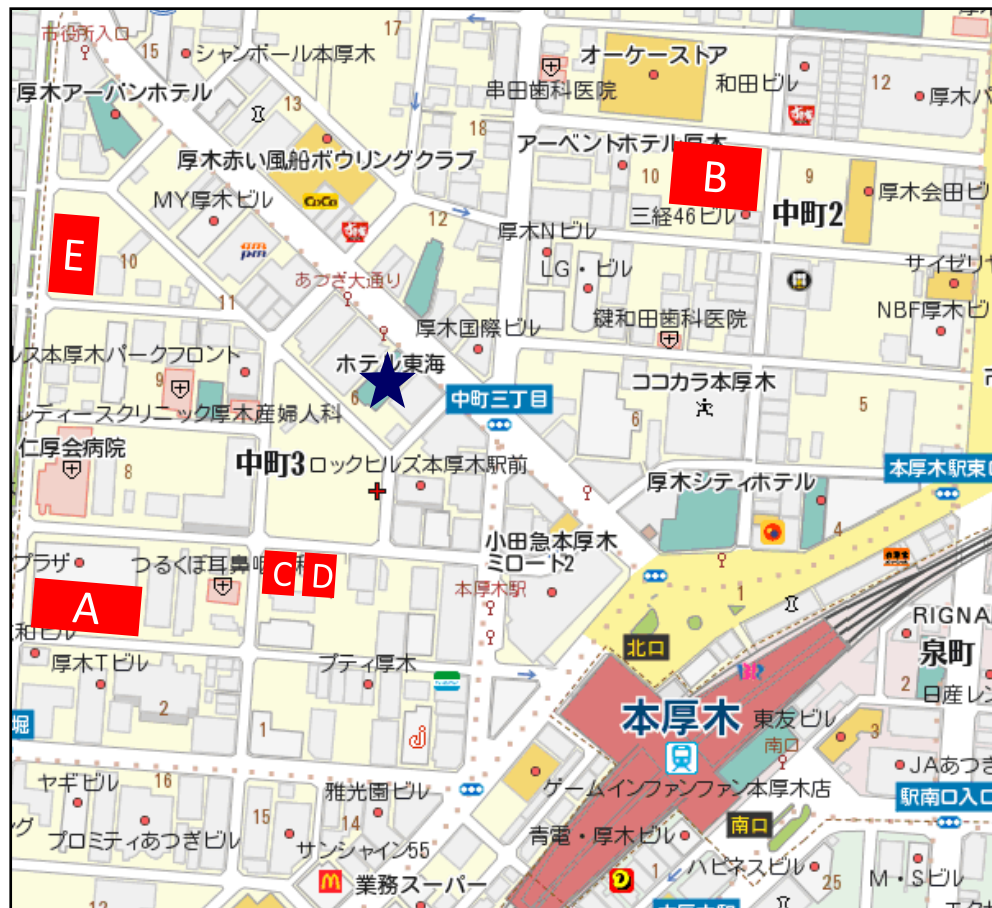 市役所入口
15
シャンボール本厚木
17
オーケーストア
串田歯科医院
和田ビル
12
厚木パ
厚木アーバンホテル
13
18
アーベントホテル厚木
厚木赤い風船ボウリングクラブ
10
B
9
厚木会田ビ
MY厚木ビル
CoCo
三経46ビル
中町2
12
E
10
am
pm
厚木Nビル
LG・ビル
サイゼリヤ
あつぎ大通り
11
NBF厚木ビ
厚木国際ビル
鍵和田歯科医院
ルス本厚木パークフロント
ホテル東海
9
6
中町三丁目
ココカラ本厚木
5
6
レディースクリニック厚木産婦人科
仁厚会病院
8
中町3
ロックヒルズ本厚木駅前
厚木シティホテル
本厚木駅東口
4
小田急本厚木
ミロード2
プラザ
つるくぼ耳鼻咽
科
C
D
A
本厚木駅
1
RIGNA
和ビル
北口
泉町
厚木Tビル
プティ厚木
2
2
日産レン
堀
1
本厚木
東友ビル
3
南口
JAあつぎ
ヤギビル
16
雅光園ビル
ゲームインファンファン本厚木店
駅南口入口
ング
プロミティあつぎビル
15
14
サンシャイン55
青電・厚木ビル
南口
ハピネスビル
1
25
M・Sビル
業務スーパー